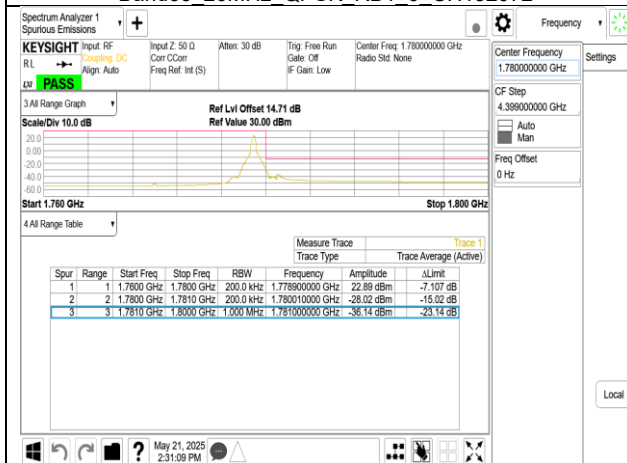 Spectrum Analyzer 1
Spurious Emissions
Frequency
KEYSIGHT Input: RF
Coupling: DC
Align: Auto
Input Z: 50 Ω
Corr CCorr
Freq Ref: Int (S)
Atten: 30 dB
Trig: Free Run
Gate: Off
IF Gain: Low
Center Freq: 1.780000000 GHz
Radio Std: None
RL
LXI PASS
Center Frequency
1.780000000 GHz
Settings
CF Step
4.399000000 GHz
Auto
Man
Freq Offset
0 Hz
3 All Range Graph
Scale/Div 10.0 dB
Ref Lvl Offset 14.71 dB
Ref Value 30.00 dBm
20.0
0.00
-20.0
-40.0
-60.0
Start 1.760 GHz
Stop 1.800 GHz
4 All Range Table
Measure Trace Trace 1
Trace Type Trace Average (Active)
Spur Range Start Freq Stop Freq RBW Frequency Amplitude ΔLimit
1 1 1.7600 GHz 1.7800 GHz 200.0 kHz 1.778900000 GHz 22.89 dBm -7.107 dB
2 2 1.7800 GHz 1.7810 GHz 200.0 kHz 1.780010000 GHz -28.02 dBm -15.02 dB
3 3 1.7810 GHz 1.8000 GHz 1.000 MHz 1.781000000 GHz -36.14 dBm -23.14 dB
Local
May 21, 2025
2:31:09 PM